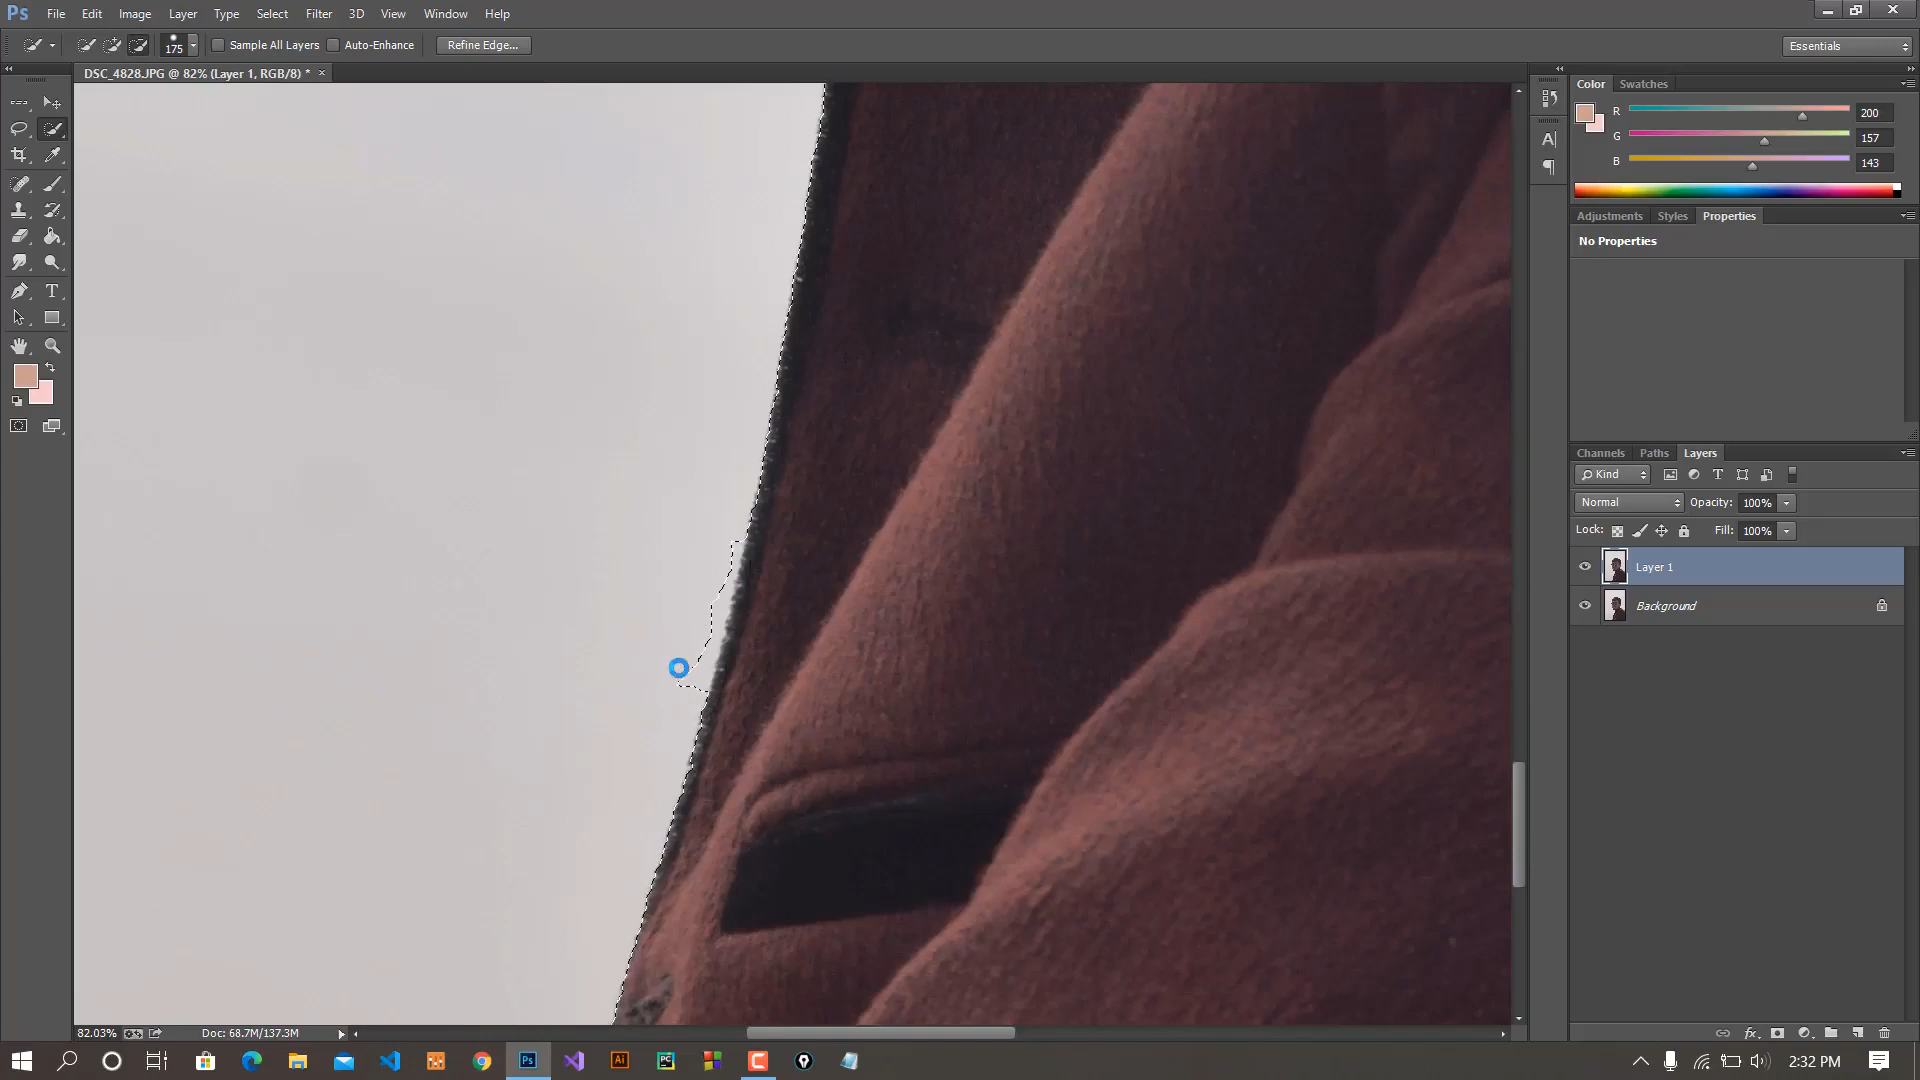 Ps File Edit Image Layer Type Select Filter 3D View Window Help
175 Sample All Layers Auto-Enhance Refine Edge... Essentials
DSC_4828.JPG @ 82% (Layer 1, RGB/8) * ×
Color Swatches
R 200
G 157
B 143
Adjustments Styles Properties
No Properties
Channels Paths Layers
Kind
Normal Opacity: 100%
Lock: Fill: 100%
Layer 1
Background
82.03% Doc: 68.7M/137.3M
2:32 PM